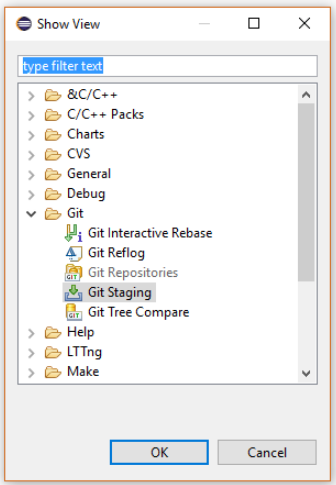 Show View
type filter text
&C/C++
C/C++ Packs
Charts
CVS
General
Debug
Git
Git Interactive Rebase
Git Reflog
Git Repositories
Git Staging
Git Tree Compare
Help
LTTng
Make
OK Cancel